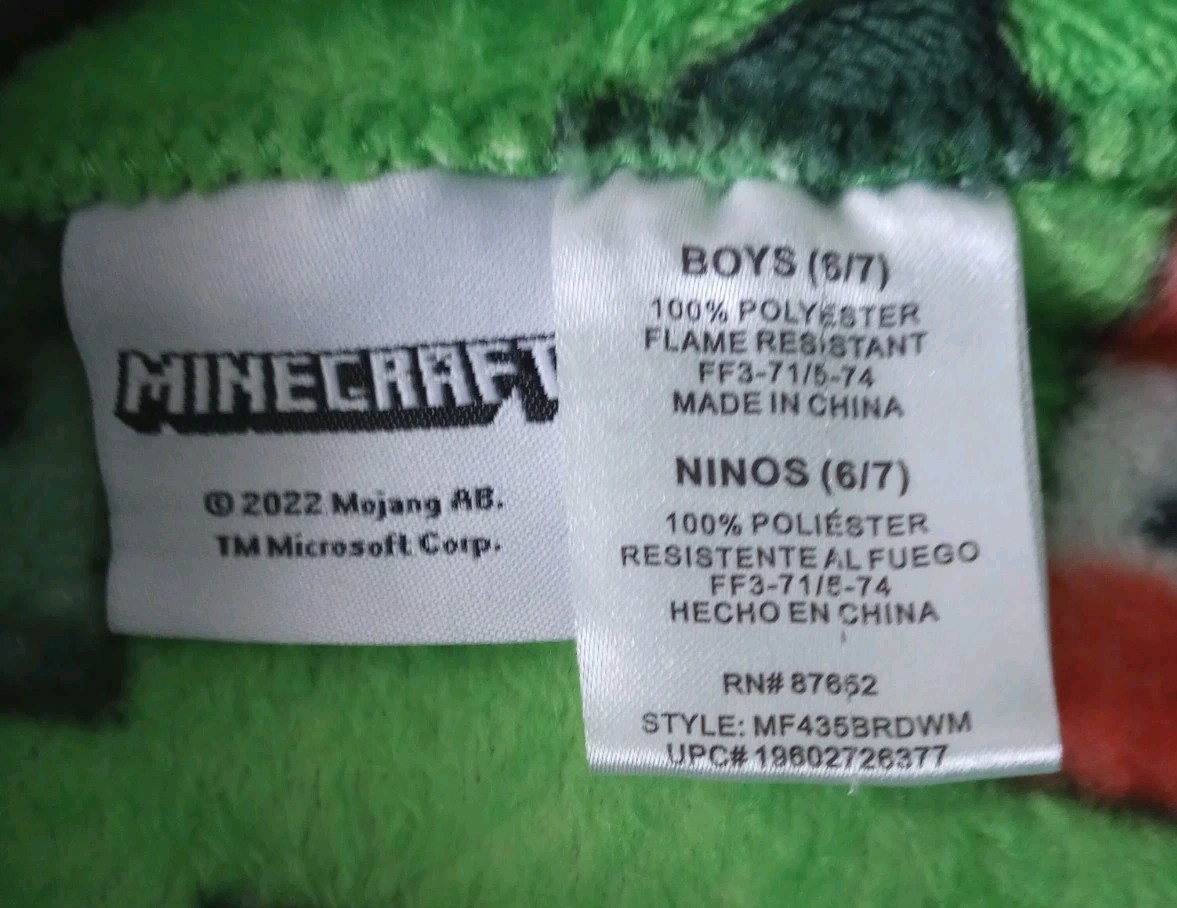 MINECRAFT
© 2022 Mojang AB.
TM Microsoft Corp.
BOYS (6/7)
100% POLYESTER
FLAME RESISTANT
FF3-71/5-74
MADE IN CHINA
NINOS (6/7)
100% POLIÉSTER
RESISTENTE AL FUEGO
FF3-71/5-74
HECHO EN CHINA
RN# 87652
STYLE: MF435BRDWM
UPC# 19602726377